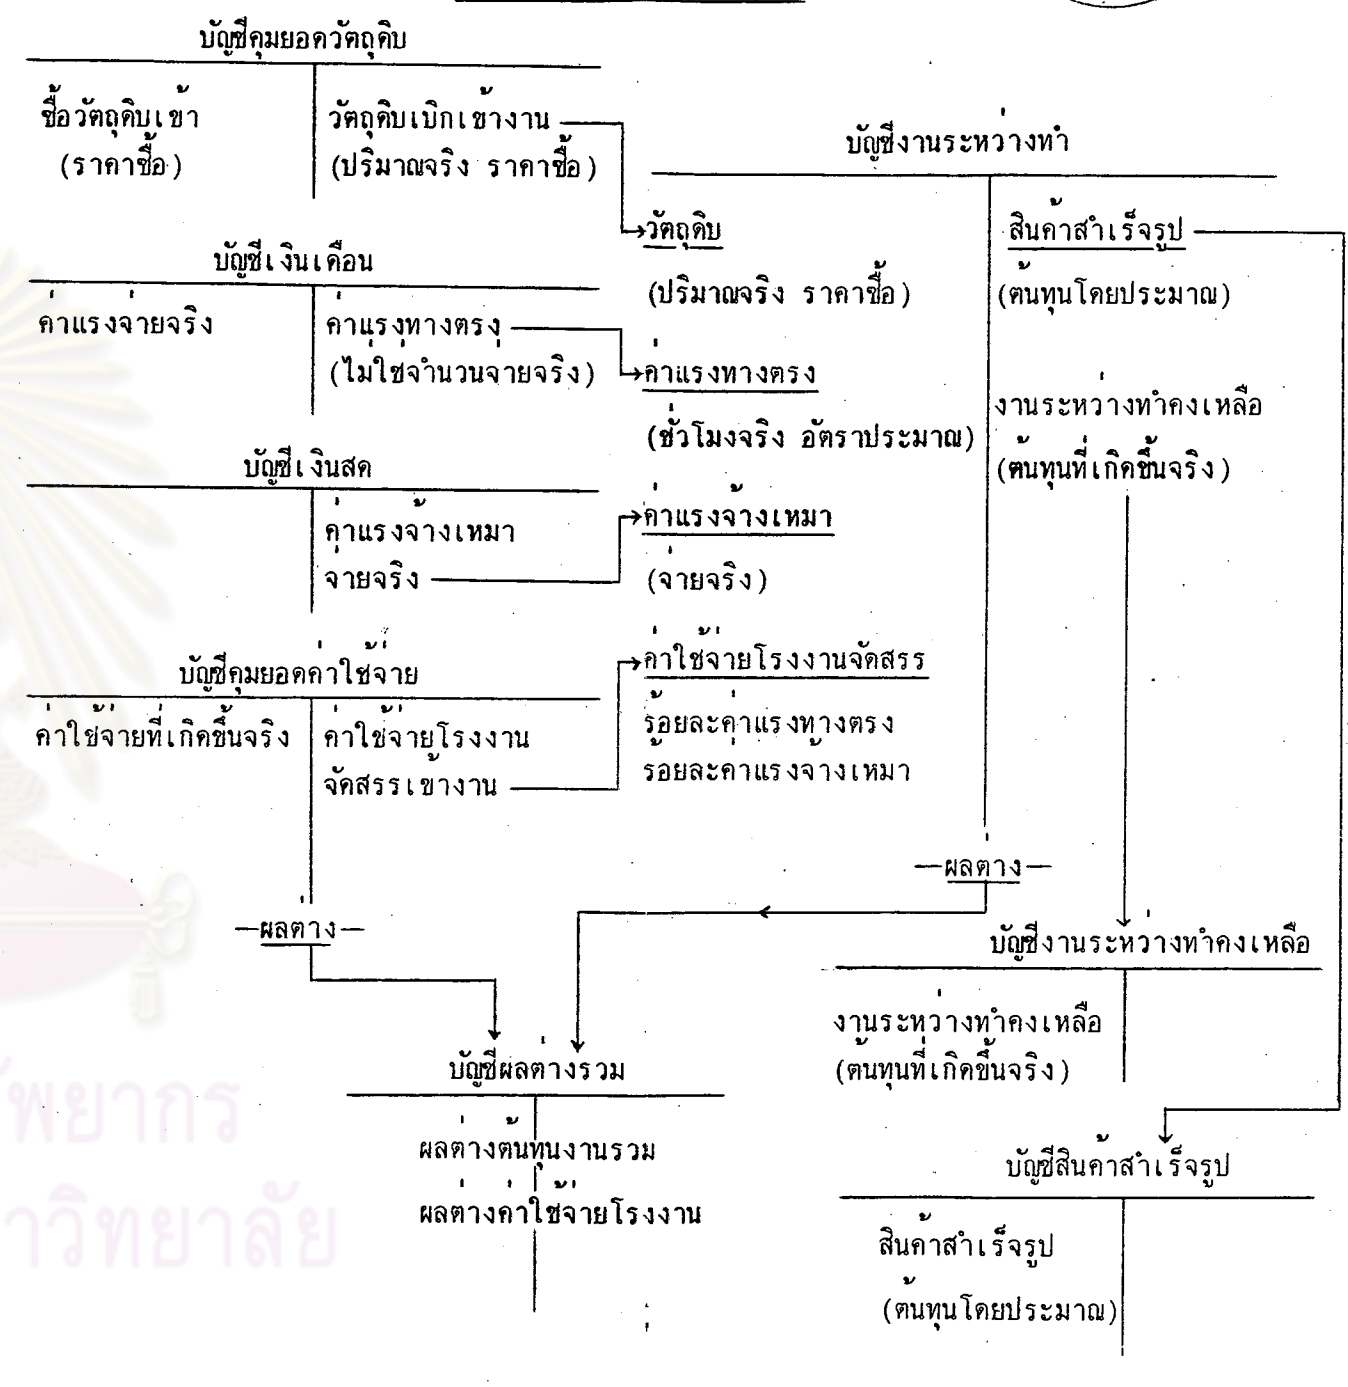 บัญชีคุมยอดวัตถุดิบ
ซื้อวัตถุดิบเข้า
(ราคาซื้อ)
วัตถุดิบเบิกเข้างาน
(ปริมาณจริง ราคาซื้อ)
บัญชีเงินเดือน
ค่าแรงจ่ายจริง
ค่าแรงทางตรง
(ไม่ใช่จำนวนจ่ายจริง)
บัญชีเงินสด
ค่าแรงจ้างเหมา
จ่ายจริง
บัญชีคุมยอดค่าใช้จ่าย
ค่าใช้จ่ายที่เกิดขึ้นจริง
ค่าใช้จ่ายโรงงาน
จัดสรรเข้างาน
ผลต่าง
บัญชีงานระหว่างทำ
วัตถุดิบ
(ปริมาณจริง ราคาซื้อ)
ค่าแรงทางตรง
(ชั่วโมงจริง อัตราประมาณ)
ค่าแรงจ้างเหมา
(จ่ายจริง)
ค่าใช้จ่ายโรงงานจัดสรร
ร้อยละค่าแรงทางตรง
ร้อยละค่าแรงจ้างเหมา
สินค้าสำเร็จรูป
(ต้นทุนโดยประมาณ)
งานระหว่างทำคงเหลือ
(ต้นทุนที่เกิดขึ้นจริง)
ผลต่าง
บัญชีงานระหว่างทำคงเหลือ
งานระหว่างทำคงเหลือ
(ต้นทุนที่เกิดขึ้นจริง)
บัญชีผลต่างรวม
ผลต่างต้นทุนงานรวม
ผลต่างค่าใช้จ่ายโรงงาน
บัญชีสินค้าสำเร็จรูป
สินค้าสำเร็จรูป
(ต้นทุนโดยประมาณ)